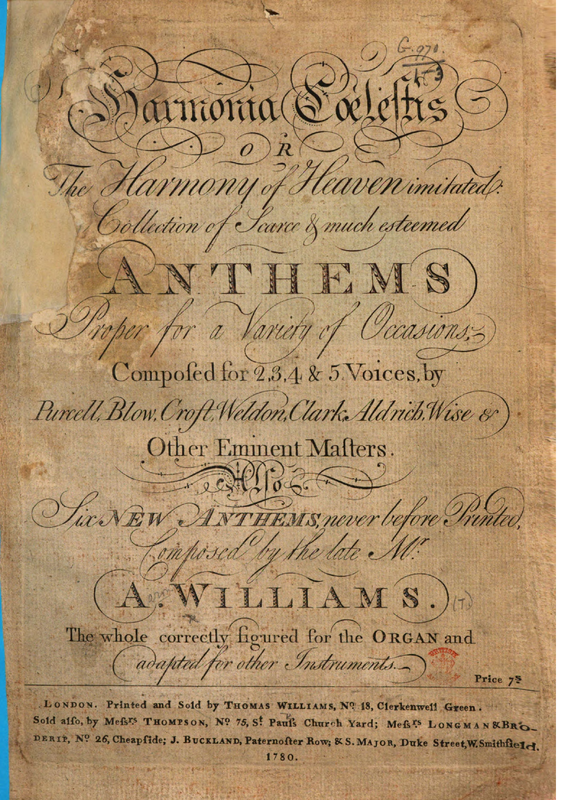 G. 970.
Harmonia Cœlestis
OR
The Harmony of Heaven imitated:
Collection of Scarce & much esteemed
ANTHEMS
Proper for a Variety of Occasions;
Compoſed for 2,3,4 & 5 Voices, by
Purcell, Blow, Croft, Weldon, Clark, Aldrich, Wise &
Other Eminent Maſters.
Alſo
Six NEW ANTHEMS, never before Printed,
Compoſed by the late Mr.
A. WILLIAMS.
The whole correctly figured for the ORGAN and
adapted for other Instruments.
Price 7s
LONDON. Printed and Sold by THOMAS WILLIAMS, No 18, Clerkenwell Green.
Sold alſo, by Meſsrs THOMPSON, No 75, St Pauls Church Yard; Meſsrs LONGMAN & BRO-
DERIP, No 26, Cheapſide; J. BUCKLAND, Paternoſter Row; & S. MAJOR, Duke Street, W. Smithfield.
1780.